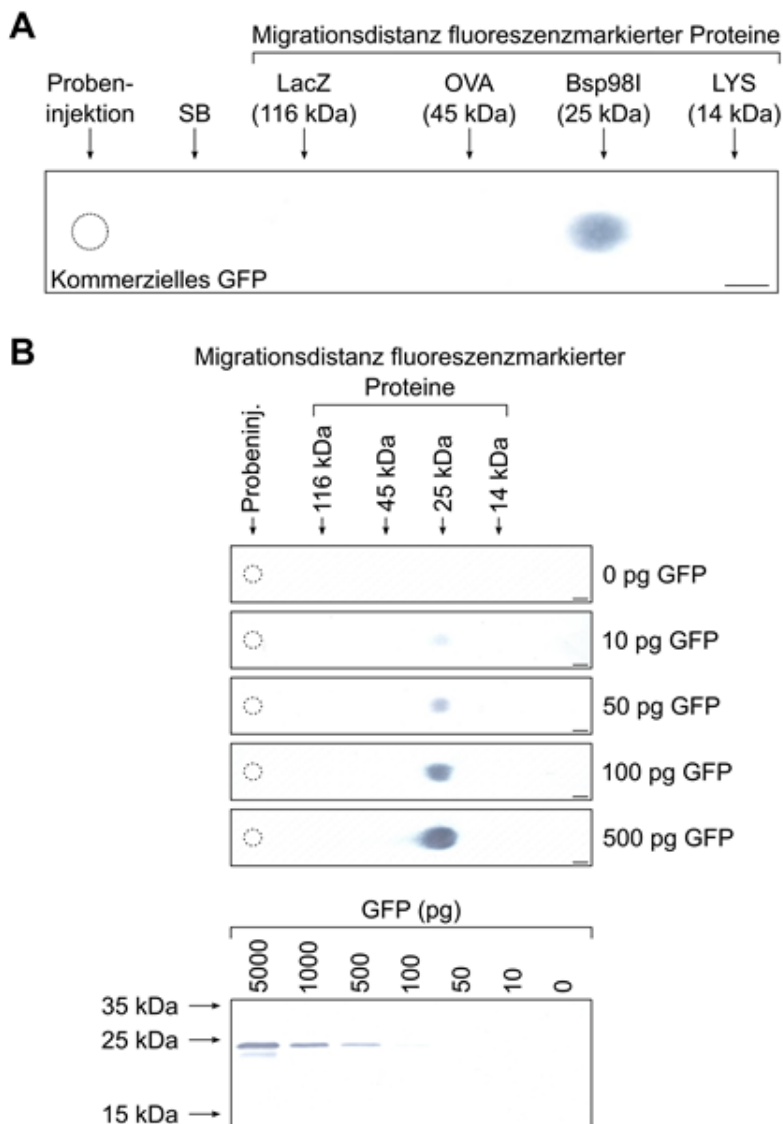 A
Migrationsdistanz fluoreszenzmarkierter Proteine
Proben-
injektion
SB
LacZ
(116 kDa)
OVA
(45 kDa)
Bsp98I
(25 kDa)
LYS
(14 kDa)
Kommerzielles GFP
B
Migrationsdistanz fluoreszenzmarkierter
Proteine
Probeninj.
116 kDa
45 kDa
25 kDa
14 kDa
0 pg GFP
10 pg GFP
50 pg GFP
100 pg GFP
500 pg GFP
GFP (pg)
5000
1000
500
100
50
10
0
35 kDa
25 kDa
15 kDa